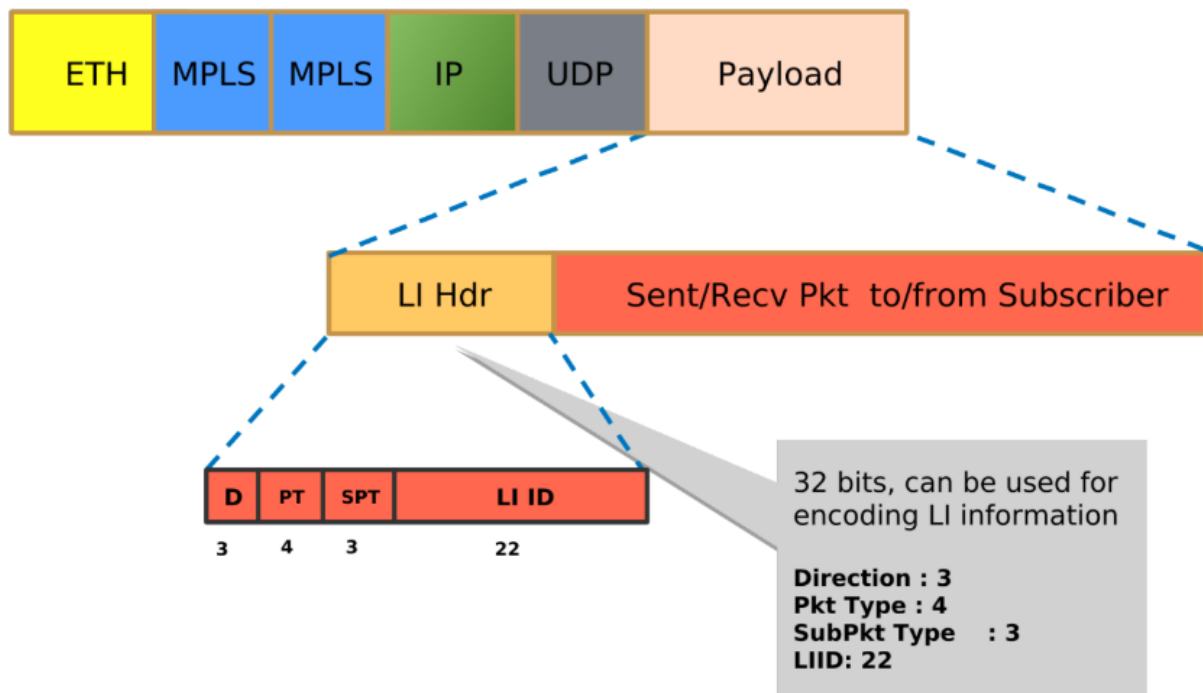 ETH MPLS MPLS IP UDP Payload
LI Hdr Sent/Recv Pkt to/from Subscriber
D PT SPT LI ID
3 4 3 22
32 bits, can be used for
encoding LI information
Direction : 3
Pkt Type : 4
SubPkt Type : 3
LIID: 22